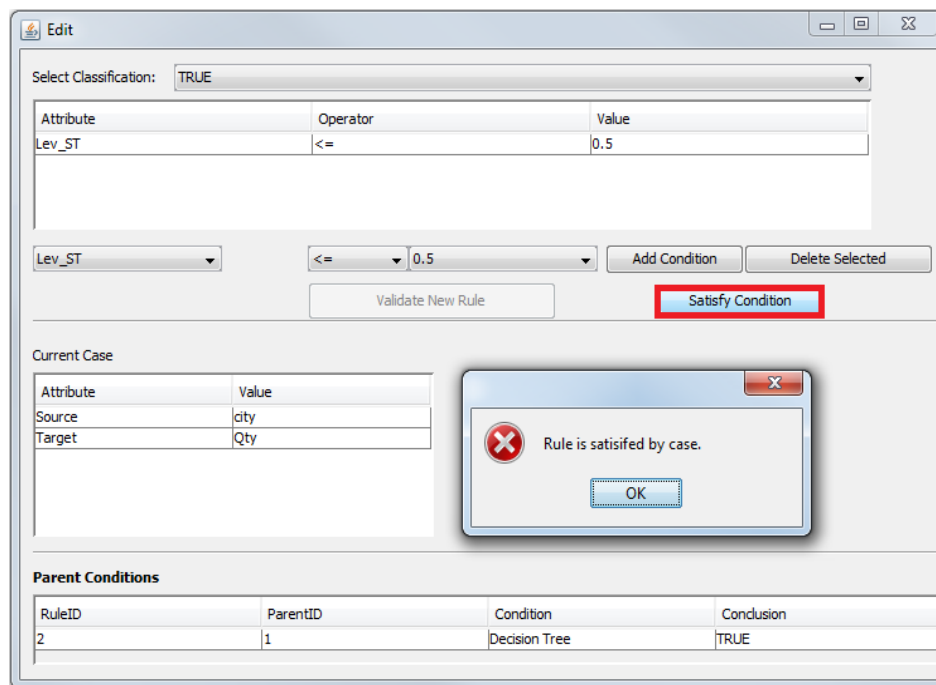 Edit
Select Classification: TRUE
Attribute Operator Value
Lev_ST <= 0.5
Lev_ST <= 0.5 Add Condition Delete Selected
Validate New Rule Satisfy Condition
Current Case
Attribute Value
Source city
Target Qty
Rule is satisifed by case.
OK
Parent Conditions
RuleID ParentID Condition Conclusion
2 1 Decision Tree TRUE